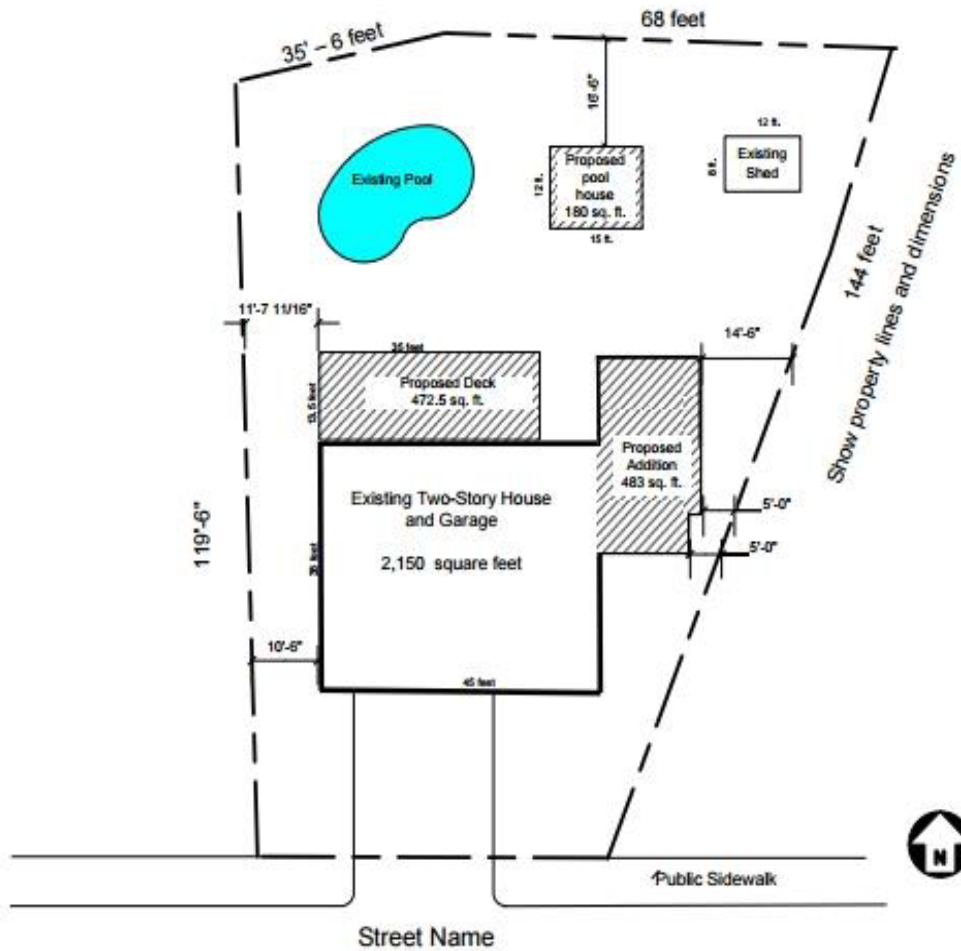 68 feet
35' – 6 feet
16'-6"
12 ft.
8 ft.
Existing
Shed
Existing Pool
Proposed
pool
house
180 sq. ft.
12 ft.
15 ft.
144 feet
Show property lines and dimensions
11'-7 11/16"
14'-6"
35 feet
13.5 feet
Proposed Deck
472.5 sq. ft.
Proposed
Addition
483 sq. ft.
5'-0"
5'-0"
Existing Two-Story House
and Garage
2,150 square feet
119'-6"
10'-6"
45 feet
N
Public Sidewalk
Street Name